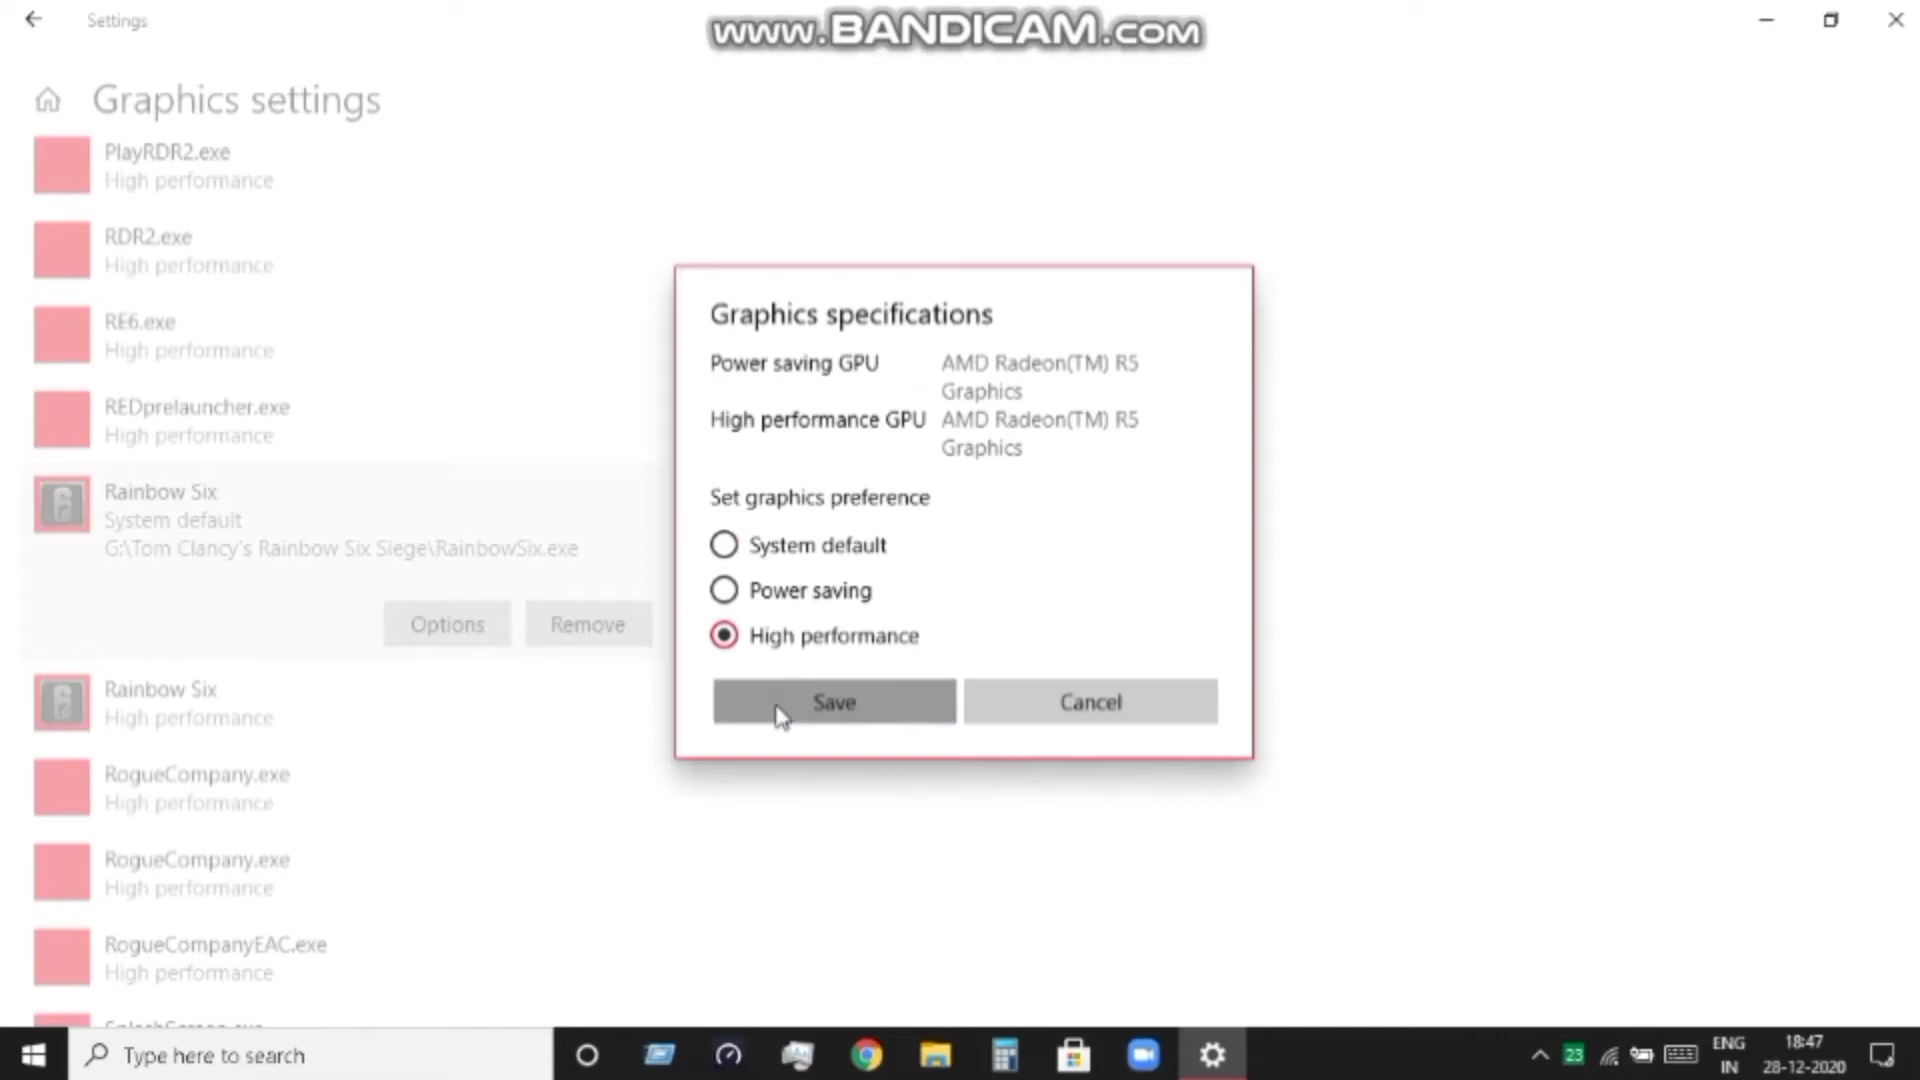 Settings
www.BANDICAM.com
Graphics settings
PlayRDR2.exe
High performance
RDR2.exe
High performance
RE6.exe
High performance
REDprelauncher.exe
High performance
Rainbow Six
System default
G:\Tom Clancy's Rainbow Six Siege\RainbowSix.exe
Options
Remove
Rainbow Six
High performance
RogueCompany.exe
High performance
RogueCompany.exe
High performance
RogueCompanyEAC.exe
High performance
Graphics specifications
Power saving GPU
AMD Radeon(TM) R5
Graphics
High performance GPU
AMD Radeon(TM) R5
Graphics
Set graphics preference
System default
Power saving
High performance
Save
Cancel
Type here to search
23
ENG
IN
18:47
28-12-2020